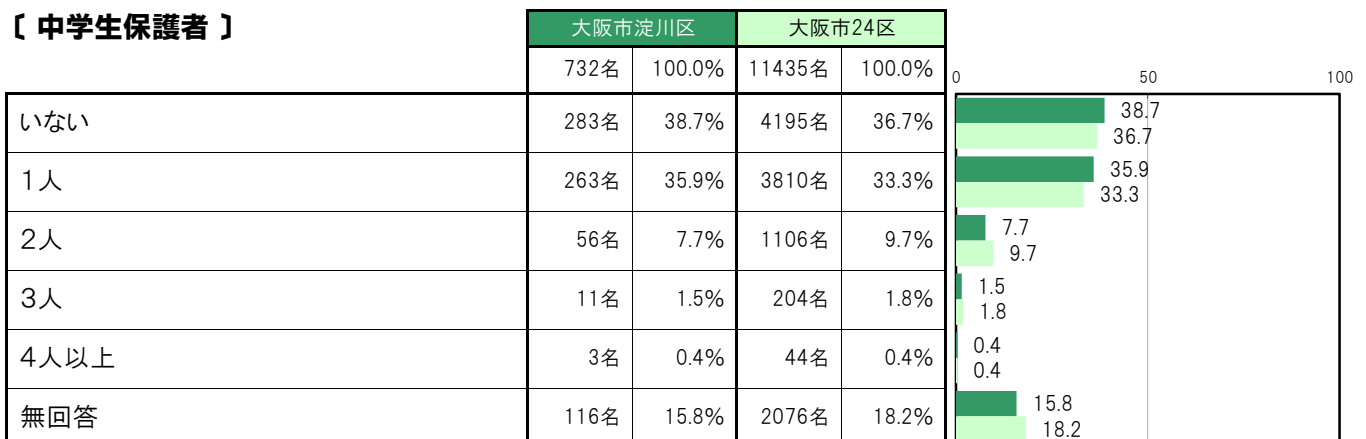 〔 中学生保護者 〕
大阪市淀川区 大阪市24区
732名 100.0% 11435名 100.0%
0 50 100
いない 283名 38.7% 4195名 36.7%
38.7
36.7
1人 263名 35.9% 3810名 33.3%
35.9
33.3
2人 56名 7.7% 1106名 9.7%
7.7
9.7
3人 11名 1.5% 204名 1.8%
1.5
1.8
4人以上 3名 0.4% 44名 0.4%
0.4
0.4
無回答 116名 15.8% 2076名 18.2%
15.8
18.2